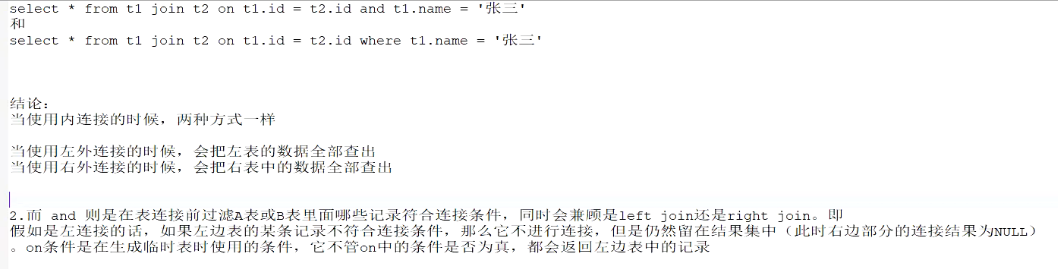 select * from t1 join t2 on t1.id = t2.id and t1.name = '张三'
和
select * from t1 join t2 on t1.id = t2.id where t1.name = '张三'
结论：
当使用内连接的时候，两种方式一样
当使用左外连接的时候，会把左表的数据全部查出
当使用右外连接的时候，会把右表中的数据全部查出
2.而 and 则是在表连接前过滤A表或B表里面哪些记录符合连接条件，同时会兼顾是left join还是right join。即
假如是左连接的话，如果左边表的某条记录不符合连接条件，那么它不进行连接，但是仍然留在结果集中（此时右边部分的连接结果为NULL）
。on条件是在生成临时表时使用的条件，它不管on中的条件是否为真，都会返回左边表中的记录